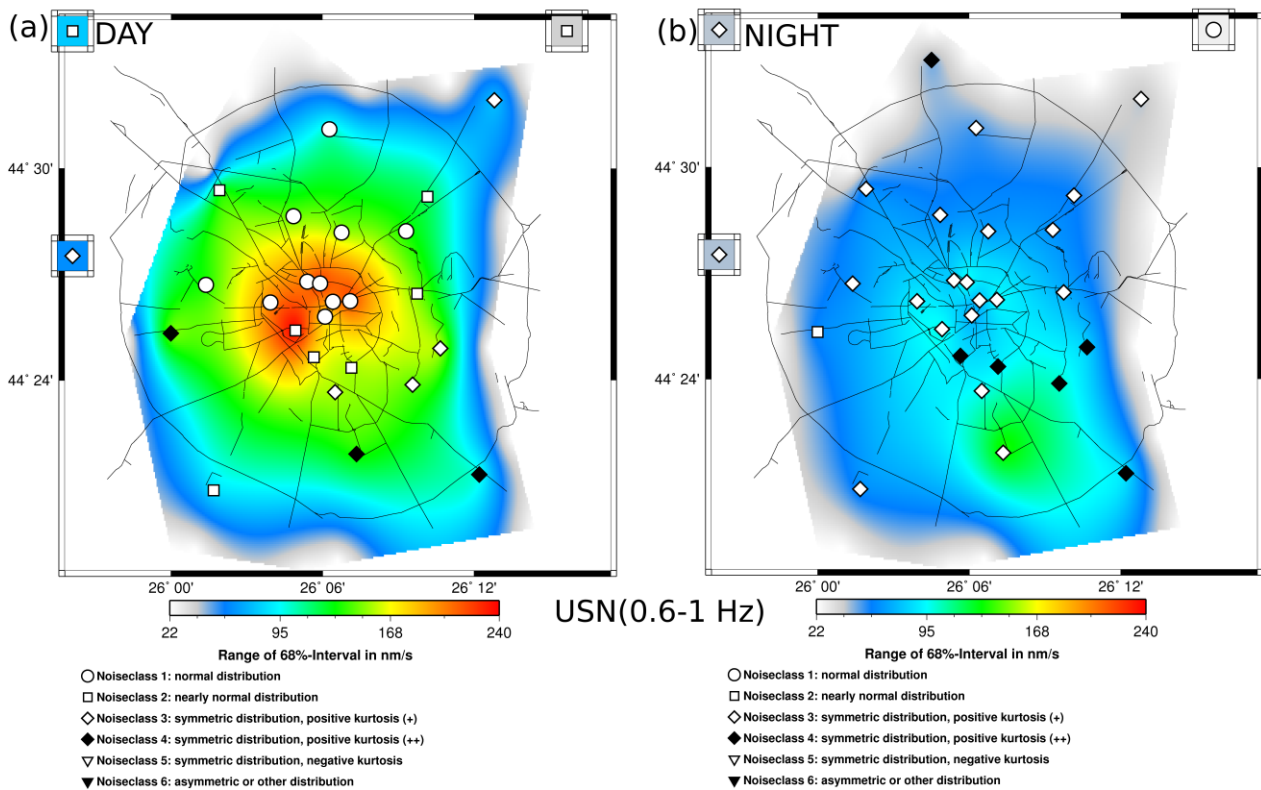 (a) DAY
(b) NIGHT
44° 30'
44° 24'
26° 00'
26° 06'
26° 12'
44° 30'
44° 24'
26° 00'
26° 06'
26° 12'
USN(0.6-1 Hz)
22 95 168 240
Range of 68%-Interval in nm/s
Noiseclass 1: normal distribution
Noiseclass 2: nearly normal distribution
Noiseclass 3: symmetric distribution, positive kurtosis (+)
Noiseclass 4: symmetric distribution, positive kurtosis (++)
Noiseclass 5: symmetric distribution, negative kurtosis
Noiseclass 6: asymmetric or other distribution
22 95 168 240
Range of 68%-Interval in nm/s
Noiseclass 1: normal distribution
Noiseclass 2: nearly normal distribution
Noiseclass 3: symmetric distribution, positive kurtosis (+)
Noiseclass 4: symmetric distribution, positive kurtosis (++)
Noiseclass 5: symmetric distribution, negative kurtosis
Noiseclass 6: asymmetric or other distribution